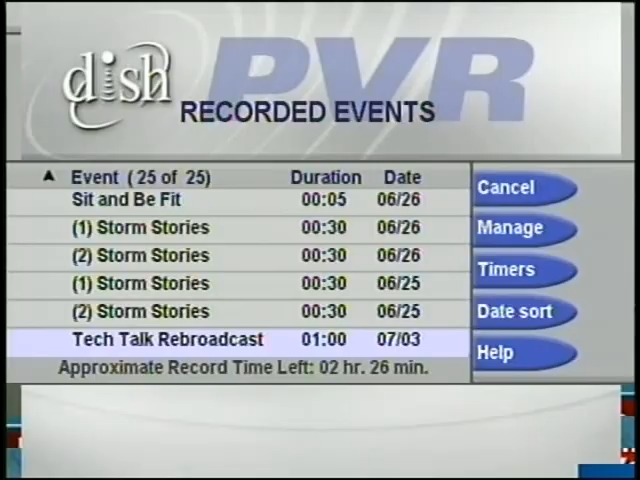 dish
PVR
RECORDED EVENTS
Event ( 25 of 25) Duration Date
Sit and Be Fit 00:05 06/26
(1) Storm Stories 00:30 06/26
(2) Storm Stories 00:30 06/26
(1) Storm Stories 00:30 06/25
(2) Storm Stories 00:30 06/25
Tech Talk Rebroadcast 01:00 07/03
Approximate Record Time Left: 02 hr. 26 min.
Cancel
Manage
Timers
Date sort
Help